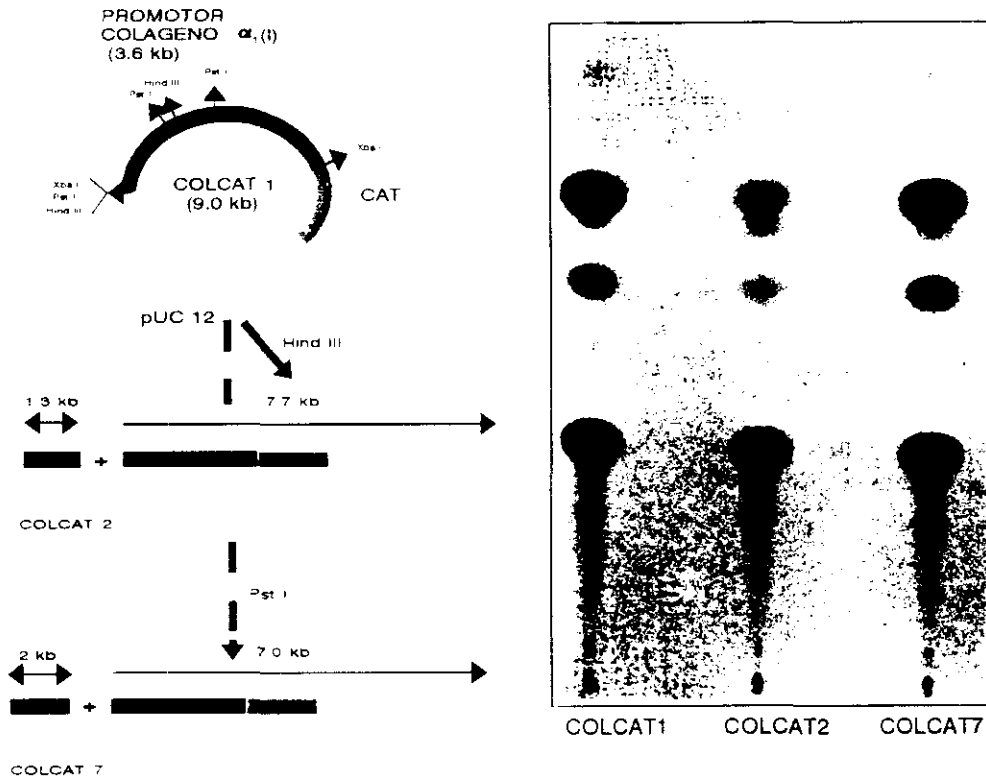 PROMOTOR
COLAGENO α₁(I)
(3.6 kb)
Hind III
Pst I
Pst I
Xba I
Xba I
Pst I
Hind III
COLCAT 1
(9.0 kb)
CAT
pUC 12
Hind III
1.3 kb
7.7 kb
+
COLCAT 2
Pst I
2 kb
7.0 kb
+
COLCAT 7
COLCAT1 COLCAT2 COLCAT7